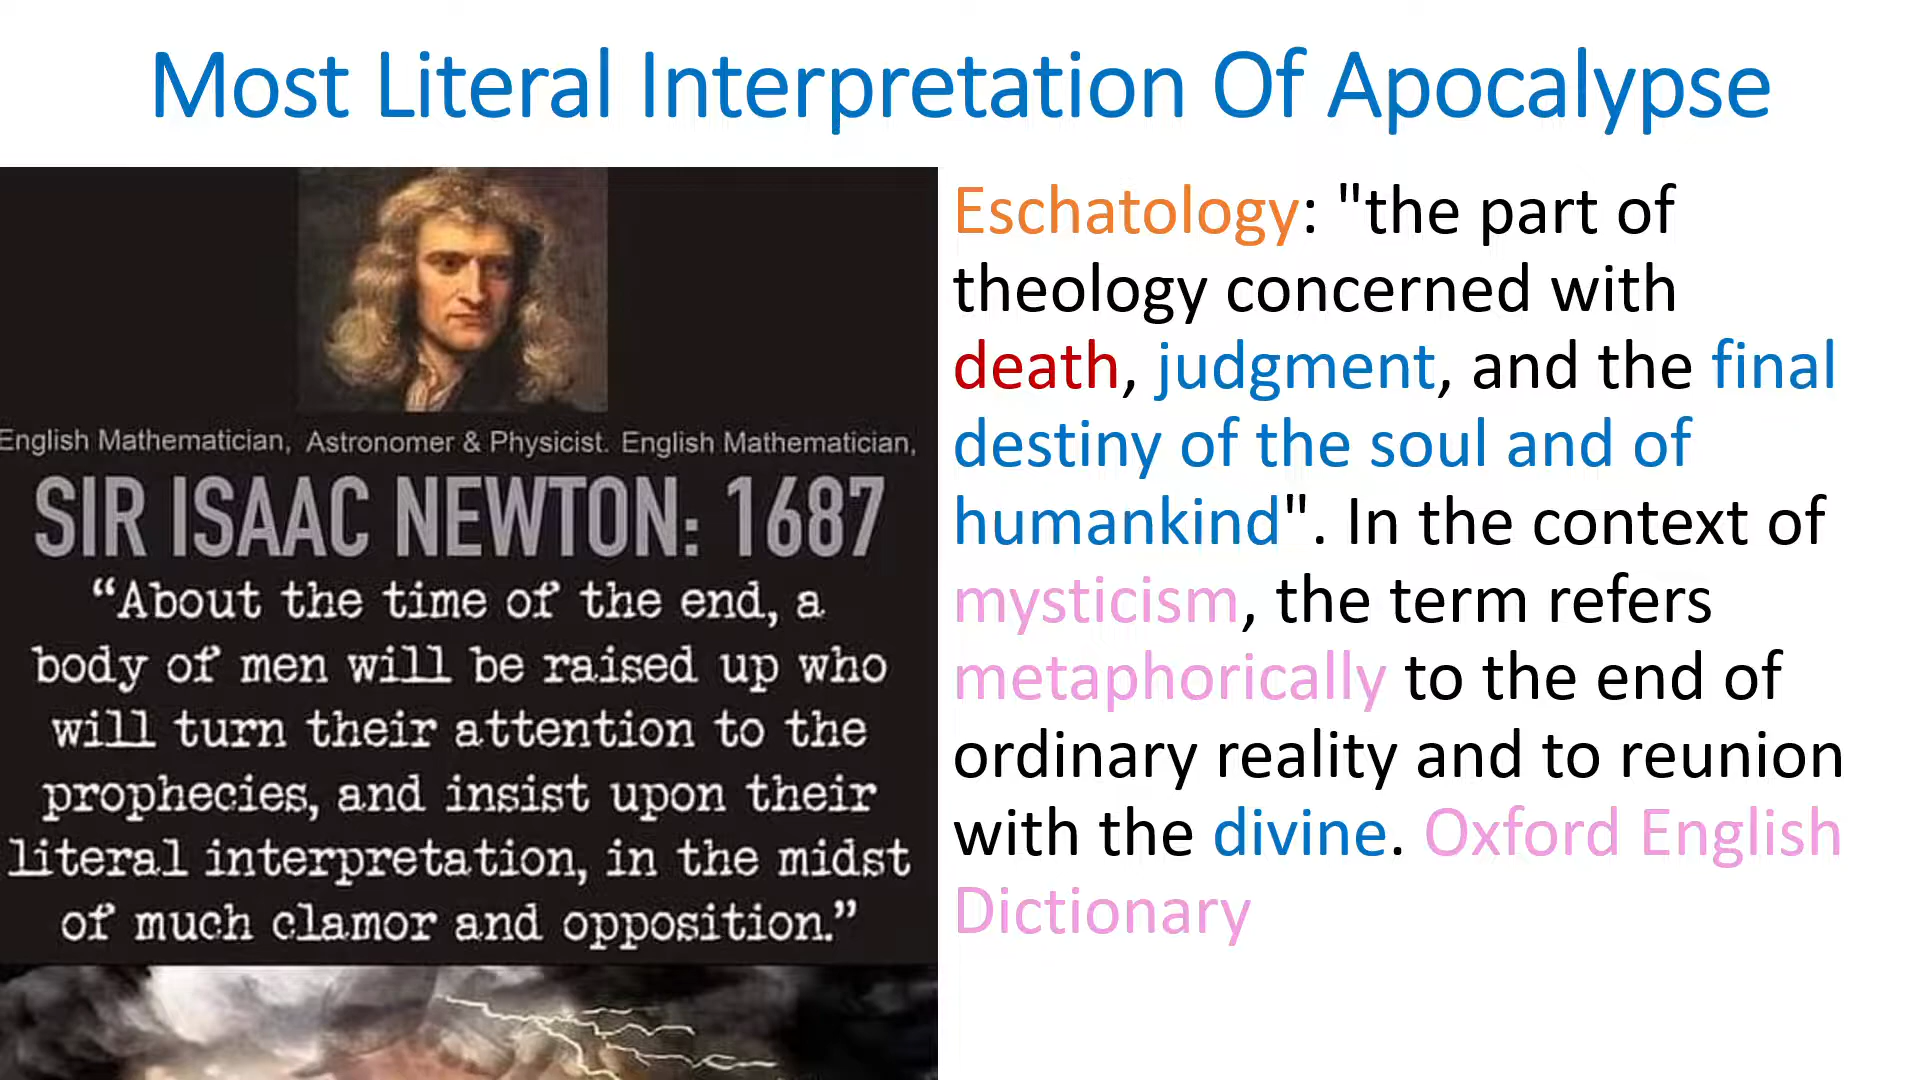 Most Literal Interpretation Of Apocalypse
English Mathematician, Astronomer & Physicist. English Mathematician,
SIR ISAAC NEWTON: 1687
“About the time of the end, a
body of men will be raised up who
will turn their attention to the
prophecies, and insist upon their
literal interpretation, in the midst
of much clamor and opposition.”
Eschatology: "the part of
theology concerned with
death, judgment, and the final
destiny of the soul and of
humankind". In the context of
mysticism, the term refers
metaphorically to the end of
ordinary reality and to reunion
with the divine. Oxford English
Dictionary